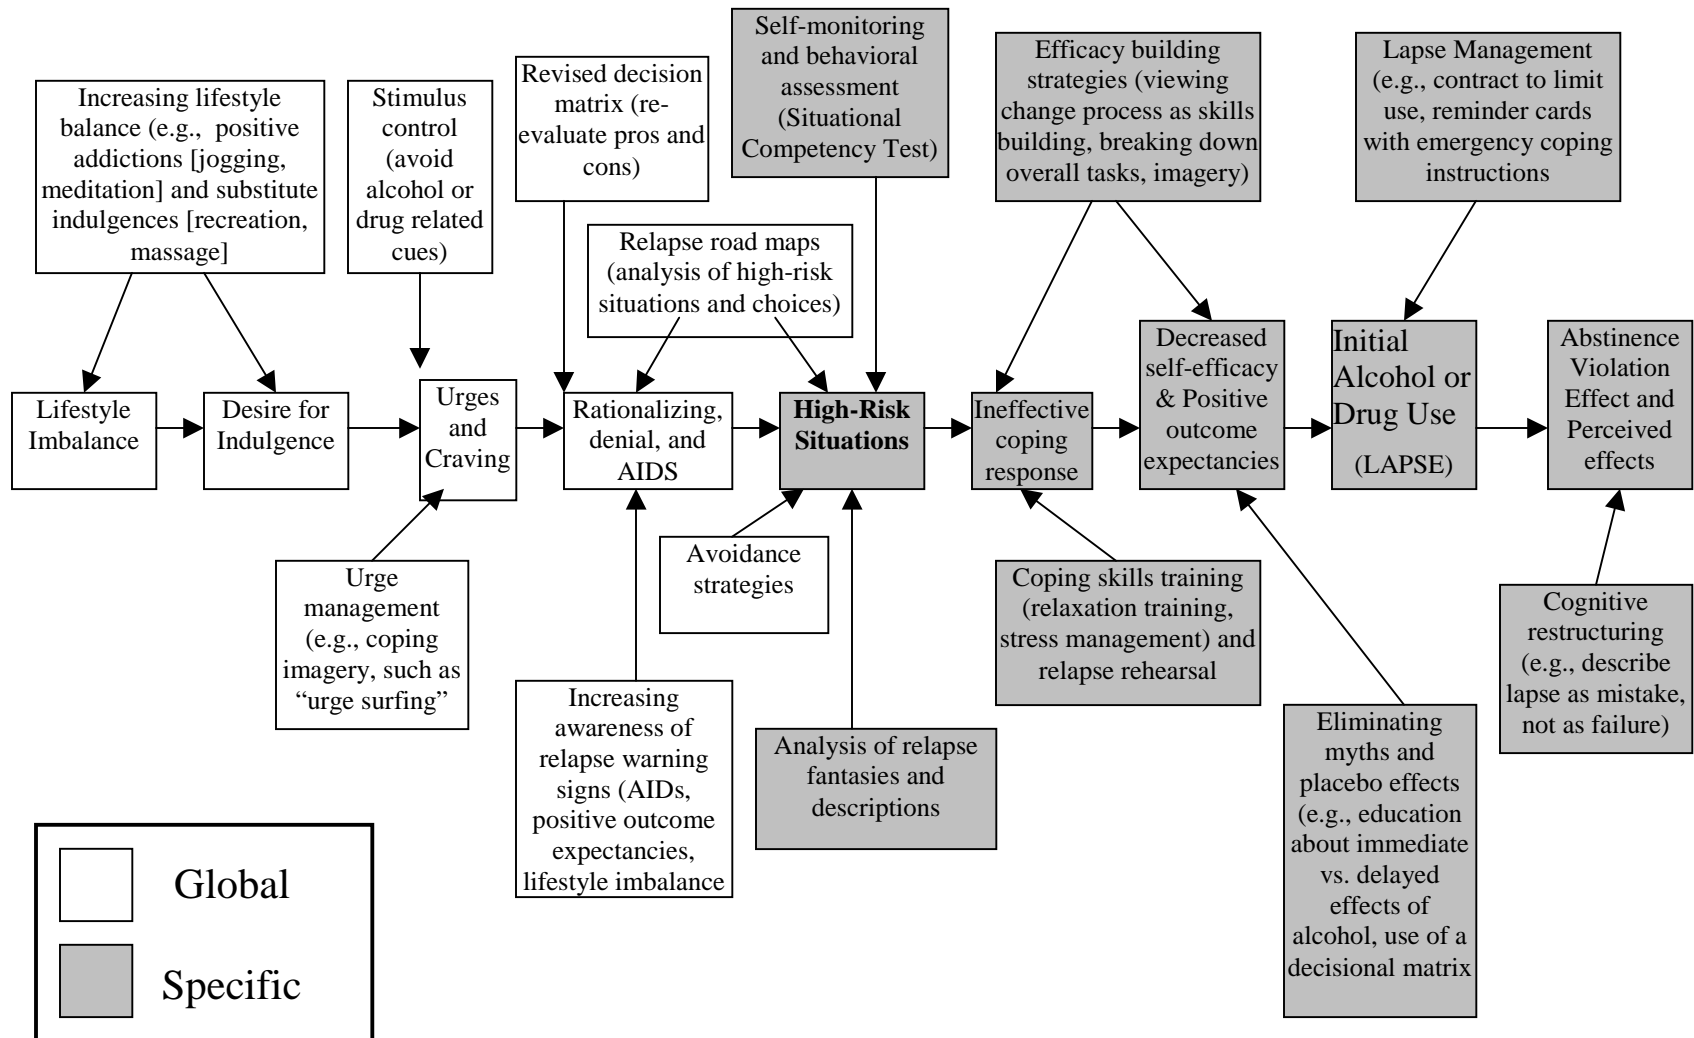 Increasing lifestyle
balance (e.g., positive
addictions [jogging,
meditation] and substitute
indulgences [recreation,
massage]
Stimulus
control
(avoid
alcohol or
drug related
cues)
Revised decision
matrix (re-
evaluate pros and
cons)
Self-monitoring
and behavioral
assessment
(Situational
Competency Test)
Efficacy building
strategies (viewing
change process as skills
building, breaking down
overall tasks, imagery)
Lapse Management
(e.g., contract to limit
use, reminder cards
with emergency coping
instructions
Relapse road maps
(analysis of high-risk
situations and choices)
Lifestyle
Imbalance
Desire for
Indulgence
Urges
and
Craving
Rationalizing,
denial, and
AIDS
High-Risk
Situations
Ineffective
coping
response
Decreased
self-efficacy
& Positive
outcome
expectancies
Initial
Alcohol or
Drug Use
(LAPSE)
Abstinence
Violation
Effect and
Perceived
effects
Urge
management
(e.g., coping
imagery, such as
“urge surfing”
Increasing
awareness of
relapse warning
signs (AIDs,
positive outcome
expectancies,
lifestyle imbalance
Avoidance
strategies
Analysis of relapse
fantasies and
descriptions
Coping skills training
(relaxation training,
stress management) and
relapse rehearsal
Eliminating
myths and
placebo effects
(e.g., education
about immediate
vs. delayed
effects of
alcohol, use of a
decisional matrix
Cognitive
restructuring
(e.g., describe
lapse as mistake,
not as failure)
Global
Specific